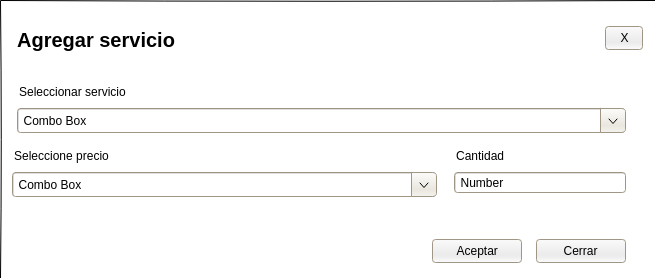 Agregar servicio
X
Seleccionar servicio
Combo Box
Seleccione precio
Cantidad
Combo Box
Number
Aceptar
Cerrar